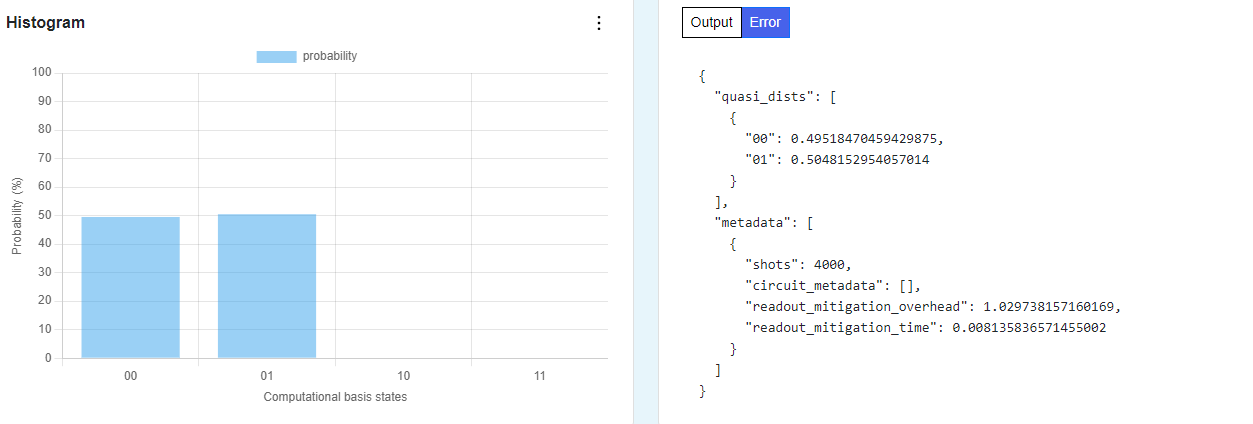 Histogram
probability
100
90
80
70
60
50
40
30
20
10
0
Probability (%)
00 01 10 11
Computational basis states
Output Error
{
"quasi_dists": [
{
"00": 0.49518470459429875,
"01": 0.5048152954057014
}
],
"metadata": [
{
"shots": 4000,
"circuit_metadata": [],
"readout_mitigation_overhead": 1.029738157160169,
"readout_mitigation_time": 0.008135836571455002
}
]
}